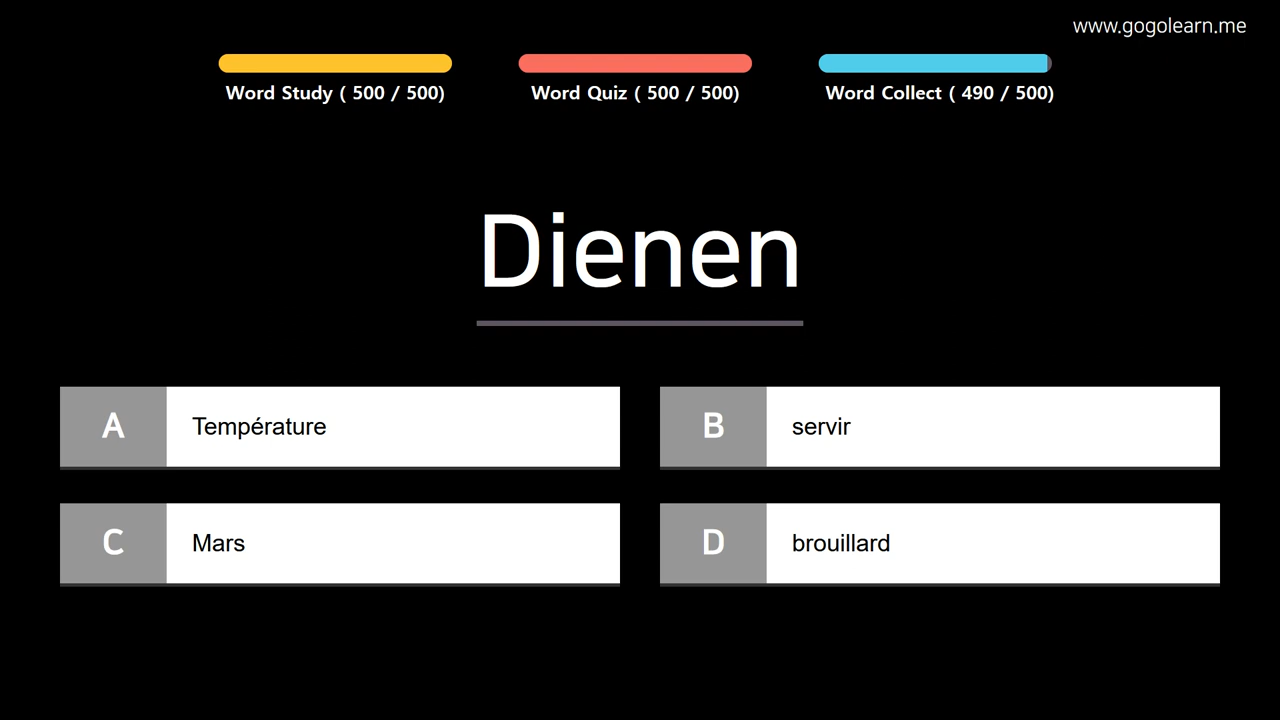 www.gogolearn.me
Word Study ( 500 / 500)
Word Quiz ( 500 / 500)
Word Collect ( 490 / 500)
Dienen
A
Température
B
servir
C
Mars
D
brouillard